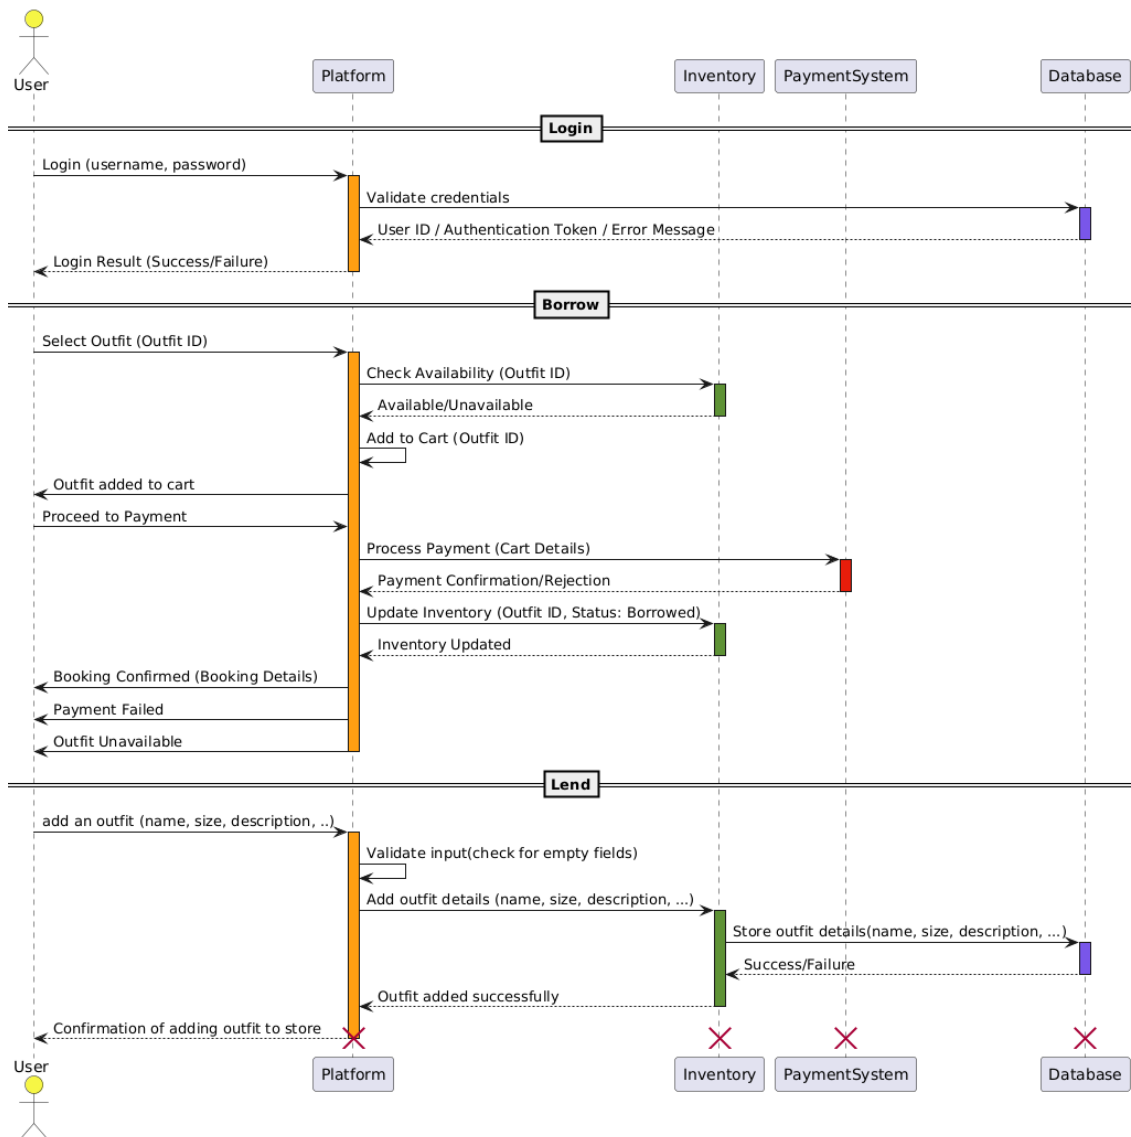 User
Platform
Inventory
PaymentSystem
Database
Login
Login (username, password)
Validate credentials
User ID / Authentication Token / Error Message
Login Result (Success/Failure)
Borrow
Select Outfit (Outfit ID)
Check Availability (Outfit ID)
Available/Unavailable
Add to Cart (Outfit ID)
Outfit added to cart
Proceed to Payment
Process Payment (Cart Details)
Payment Confirmation/Rejection
Update Inventory (Outfit ID, Status: Borrowed)
Inventory Updated
Booking Confirmed (Booking Details)
Payment Failed
Outfit Unavailable
Lend
add an outfit (name, size, description, ..)
Validate input(check for empty fields)
Add outfit details (name, size, description, ...)
Store outfit details(name, size, description, ...)
Success/Failure
Outfit added successfully
Confirmation of adding outfit to store
User
Platform
Inventory
PaymentSystem
Database